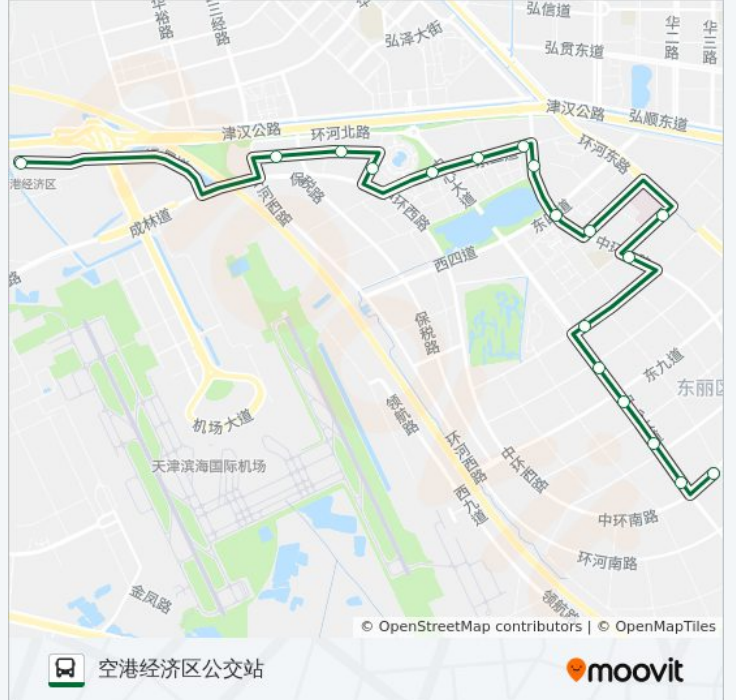 弘信道
华裕路
三经路
弘泽大街
华二路
华三路
弘贯东道
津汉公路
弘顺东道
津汉公路
环河北路
环河东路
港经济区
保税路
河西路
中心大道
环西路
成林道
西四道
路
保税路
东九道
东丽区
领航路
机场大道
天津滨海国际机场
环河西路
中环西路
西九道
中环南路
环河南路
金凤路
领航路
© OpenStreetMap contributors | © OpenMapTiles
空港经济区公交站
moovit